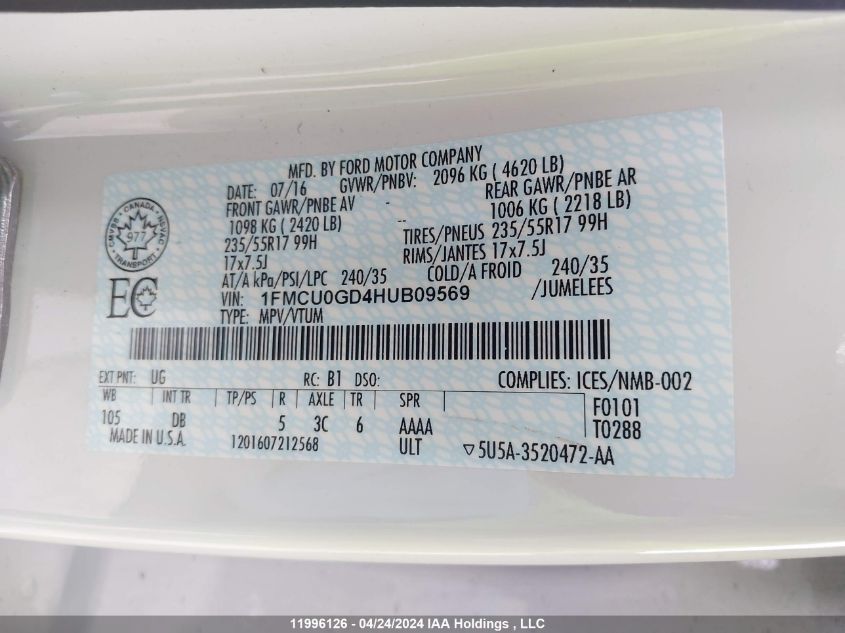 MFD. BY FORD MOTOR COMPANY
DATE: 07/16 GVWR/PNBV: 2096 KG ( 4620 LB)
FRONT GAWR/PNBE AV - REAR GAWR/PNBE AR
1098 KG ( 2420 LB) -- 1006 KG ( 2218 LB)
235/55R17 99H TIRES/PNEUS 235/55R17 99H
17x7.5J RIMS/JANTES 17x7.5J
AT/A kPa/PSI/LPC 240/35 COLD/A FROID 240/35
VIN: 1FMCU0GD4HUB09569 /JUMELEES
TYPE: MPV/VTUM
CMVSS CANADA NSVAC
977
TRANSPORT
EC
EXT PNT: UG RC: B1 DSO: COMPLIES: ICES/NMB-002
WB INT TR TP/PS R AXLE TR SPR F0101
105 DB 5 3C 6 AAAA T0288
MADE IN U.S.A. 1201607212568 ULT 5U5A-3520472-AA
11996126 - 04/24/2024 IAA Holdings , LLC